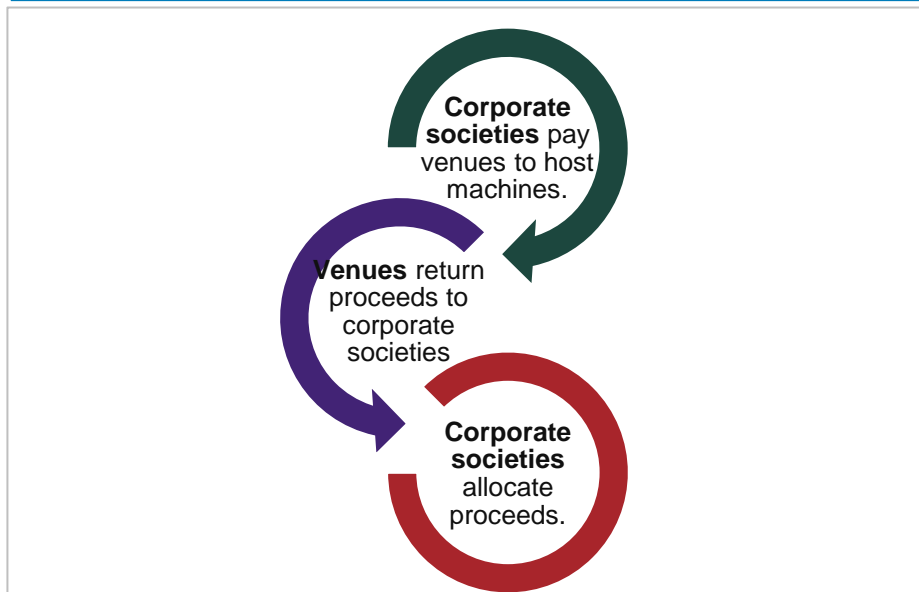 Corporate
societies pay
venues to host
machines.
Venues return
proceeds to
corporate
societies
Corporate
societies
allocate
proceeds.